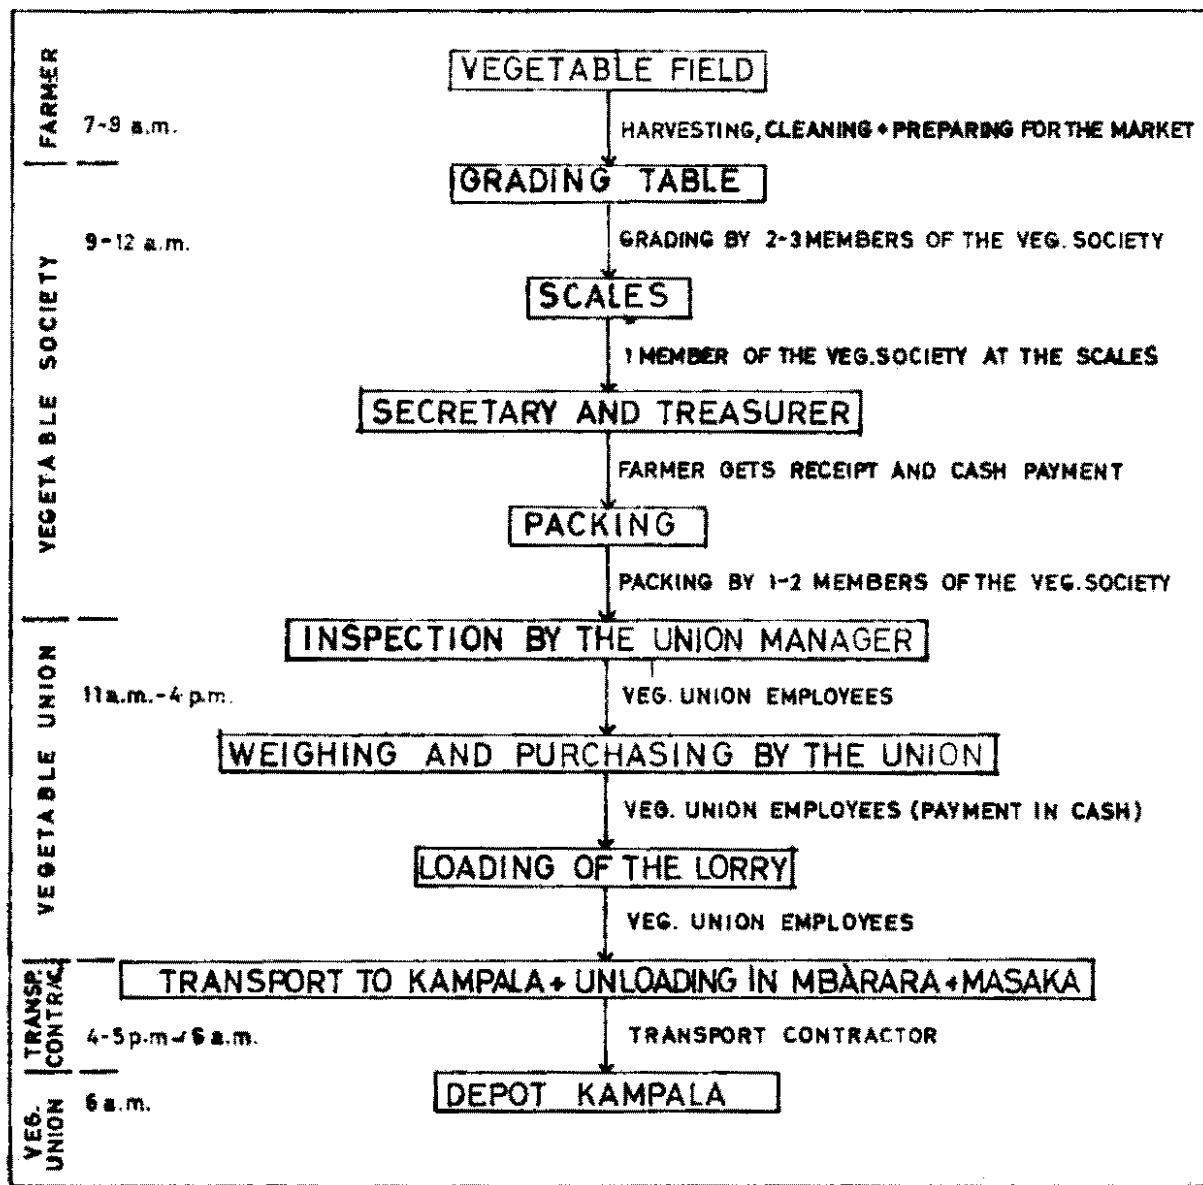 FARMER
VEGETABLE FIELD
7-9 a.m.
HARVESTING, CLEANING + PREPARING FOR THE MARKET
GRADING TABLE
VEGETABLE SOCIETY
9-12 a.m.
GRADING BY 2-3 MEMBERS OF THE VEG. SOCIETY
SCALES
1 MEMBER OF THE VEG. SOCIETY AT THE SCALES
SECRETARY AND TREASURER
FARMER GETS RECEIPT AND CASH PAYMENT
PACKING
PACKING BY 1-2 MEMBERS OF THE VEG. SOCIETY
VEGETABLE UNION
INSPECTION BY THE UNION MANAGER
11 a.m.-4 p.m.
VEG. UNION EMPLOYEES
WEIGHING AND PURCHASING BY THE UNION
VEG. UNION EMPLOYEES (PAYMENT IN CASH)
LOADING OF THE LORRY
VEG. UNION EMPLOYEES
TRANSP.
CONTRAC.
TRANSPORT TO KAMPALA + UNLOADING IN MBARARA + MASAKA
4-5 p.m - 6 a.m.
TRANSPORT CONTRACTOR
VEG.
UNION
6 a.m.
DEPOT KAMPALA